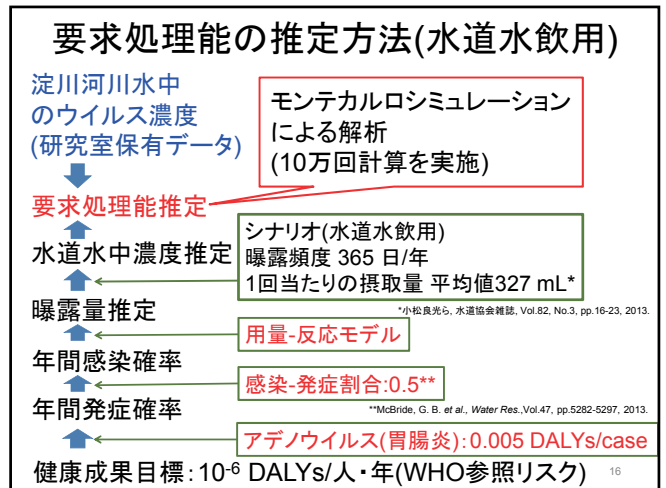 要求処理能の推定方法(水道水飲用)
淀川河川水中
のウイルス濃度
(研究室保有データ)
モンテカルロシミュレーション
による解析
(10万回計算を実施)
要求処理能推定
水道水中濃度推定
シナリオ(水道水飲用)
曝露頻度 365 日/年
1回当たりの摂取量 平均値327 mL*
*小松良光ら, 水道協会雑誌, Vol.82, No.3, pp.16-23, 2013.
曝露量推定
用量-反応モデル
年間感染確率
感染-発症割合:0.5**
年間発症確率
**McBride, G. B. et al., Water Res.,Vol.47, pp.5282-5297, 2013.
アデノウイルス(胃腸炎):0.005 DALYs/case
健康成果目標:10-6 DALYs/人・年(WHO参照リスク)
16